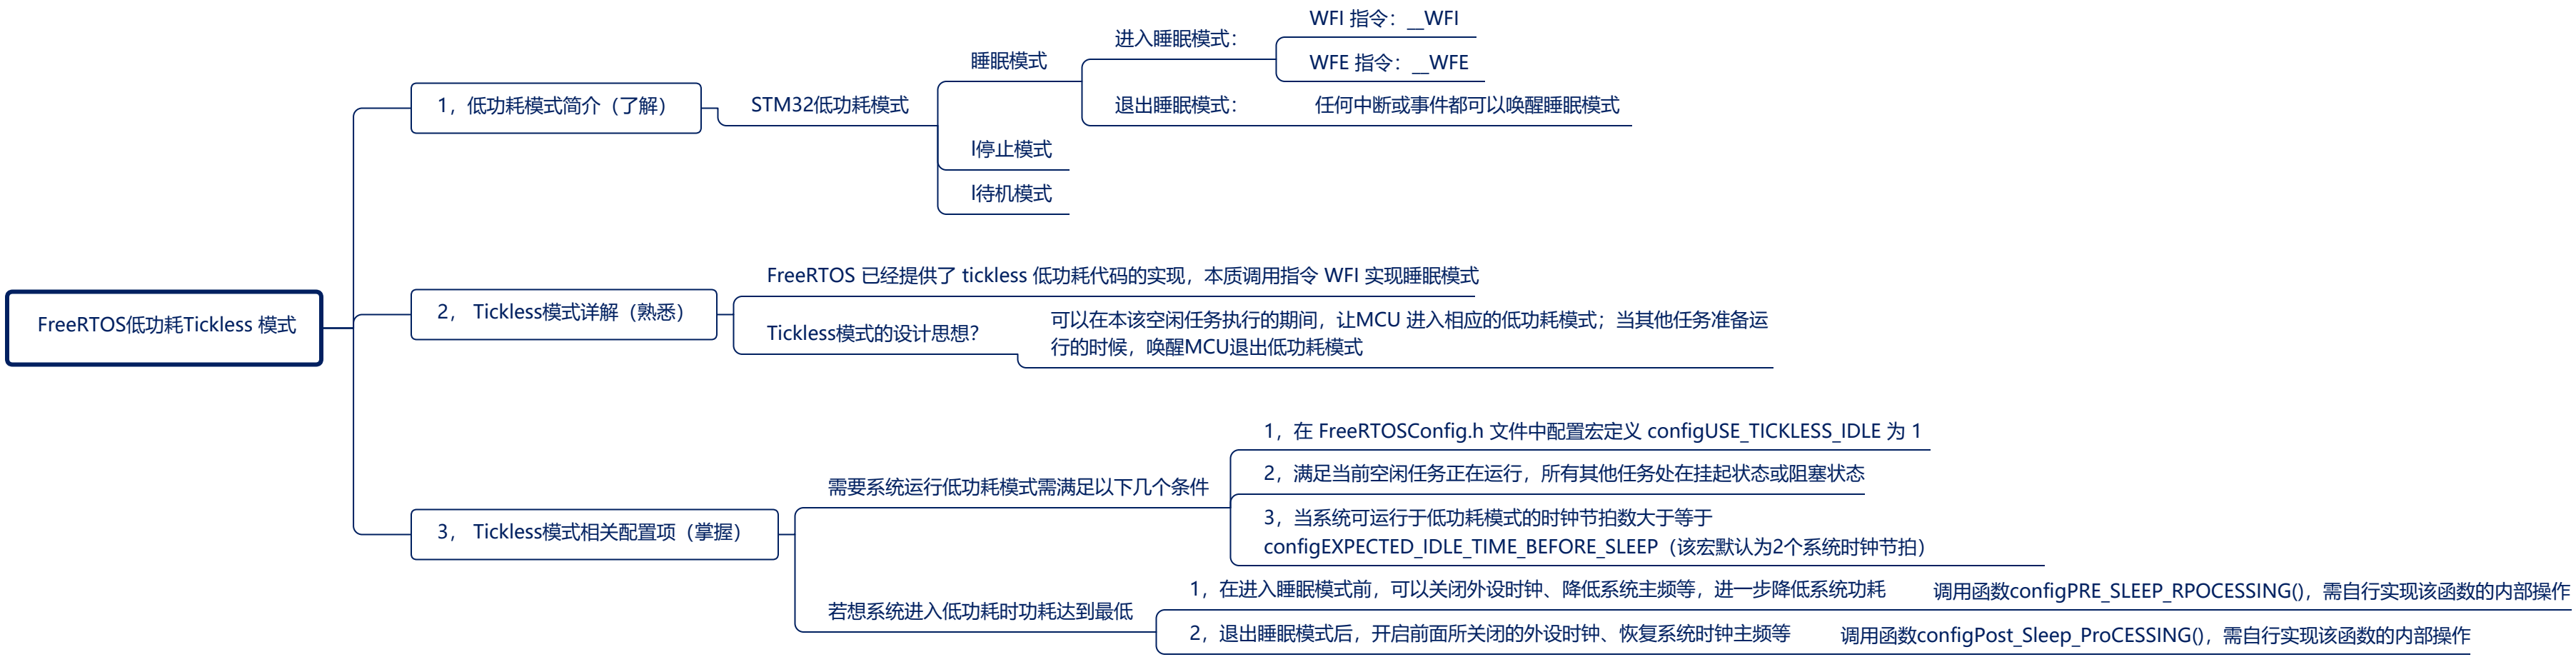 FreeRTOS低功耗Tickless 模式
1，低功耗模式简介（了解）
STM32低功耗模式
睡眠模式
进入睡眠模式：
WFI 指令：__WFI
WFE 指令：__WFE
退出睡眠模式：
任何中断或事件都可以唤醒睡眠模式
l停止模式
l待机模式
2， Tickless模式详解（熟悉）
FreeRTOS 已经提供了 tickless 低功耗代码的实现，本质调用指令 WFI 实现睡眠模式
Tickless模式的设计思想？
可以在本该空闲任务执行的期间，让MCU 进入相应的低功耗模式；当其他任务准备运
行的时候，唤醒MCU退出低功耗模式
3， Tickless模式相关配置项（掌握）
需要系统运行低功耗模式需满足以下几个条件
1，在 FreeRTOSConfig.h 文件中配置宏定义 configUSE_TICKLESS_IDLE 为 1
2，满足当前空闲任务正在运行，所有其他任务处在挂起状态或阻塞状态
3，当系统可运行于低功耗模式的时钟节拍数大于等于
configEXPECTED_IDLE_TIME_BEFORE_SLEEP（该宏默认为2个系统时钟节拍）
若想系统进入低功耗时功耗达到最低
1，在进入睡眠模式前，可以关闭外设时钟、降低系统主频等，进一步降低系统功耗
调用函数configPRE_SLEEP_RPOCESSING()，需自行实现该函数的内部操作
2，退出睡眠模式后，开启前面所关闭的外设时钟、恢复系统时钟主频等
调用函数configPost_Sleep_ProCESSING()，需自行实现该函数的内部操作